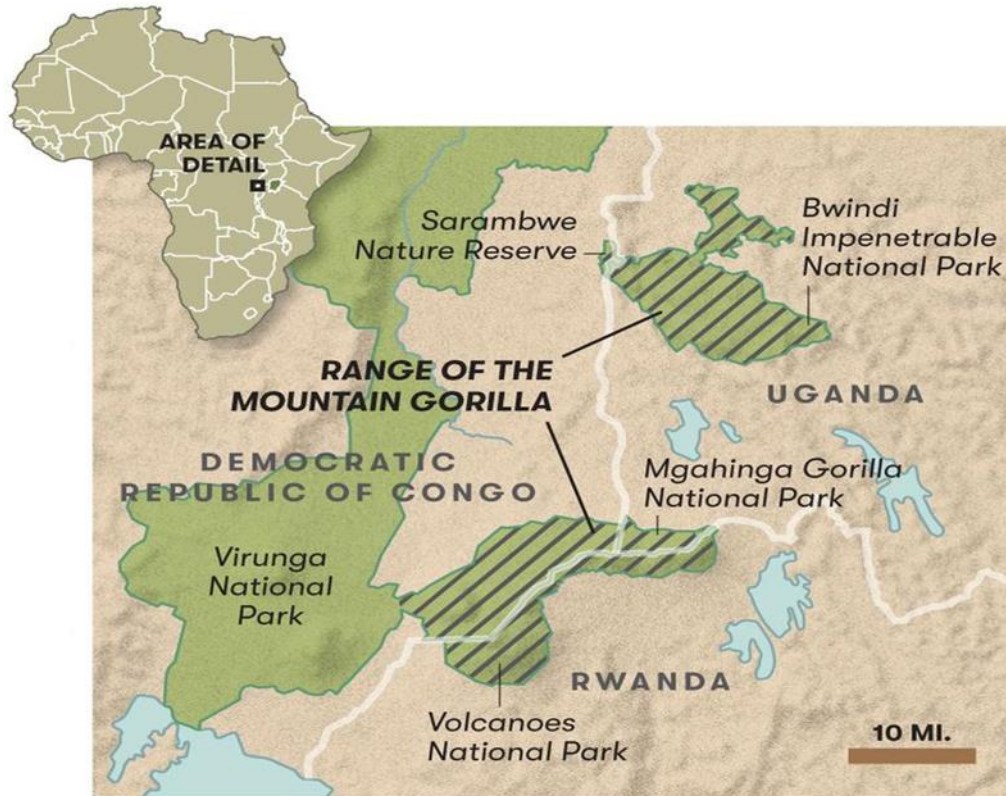 AREA OF
DETAIL
Sarambwe
Nature Reserve
Bwindi
Impenetrable
National Park
RANGE OF THE
MOUNTAIN GORILLA
UGANDA
DEMOCRATIC
REPUBLIC OF CONGO
Mgahinga Gorilla
National Park
Virunga
National
Park
RWANDA
Volcanoes
National Park
10 MI.